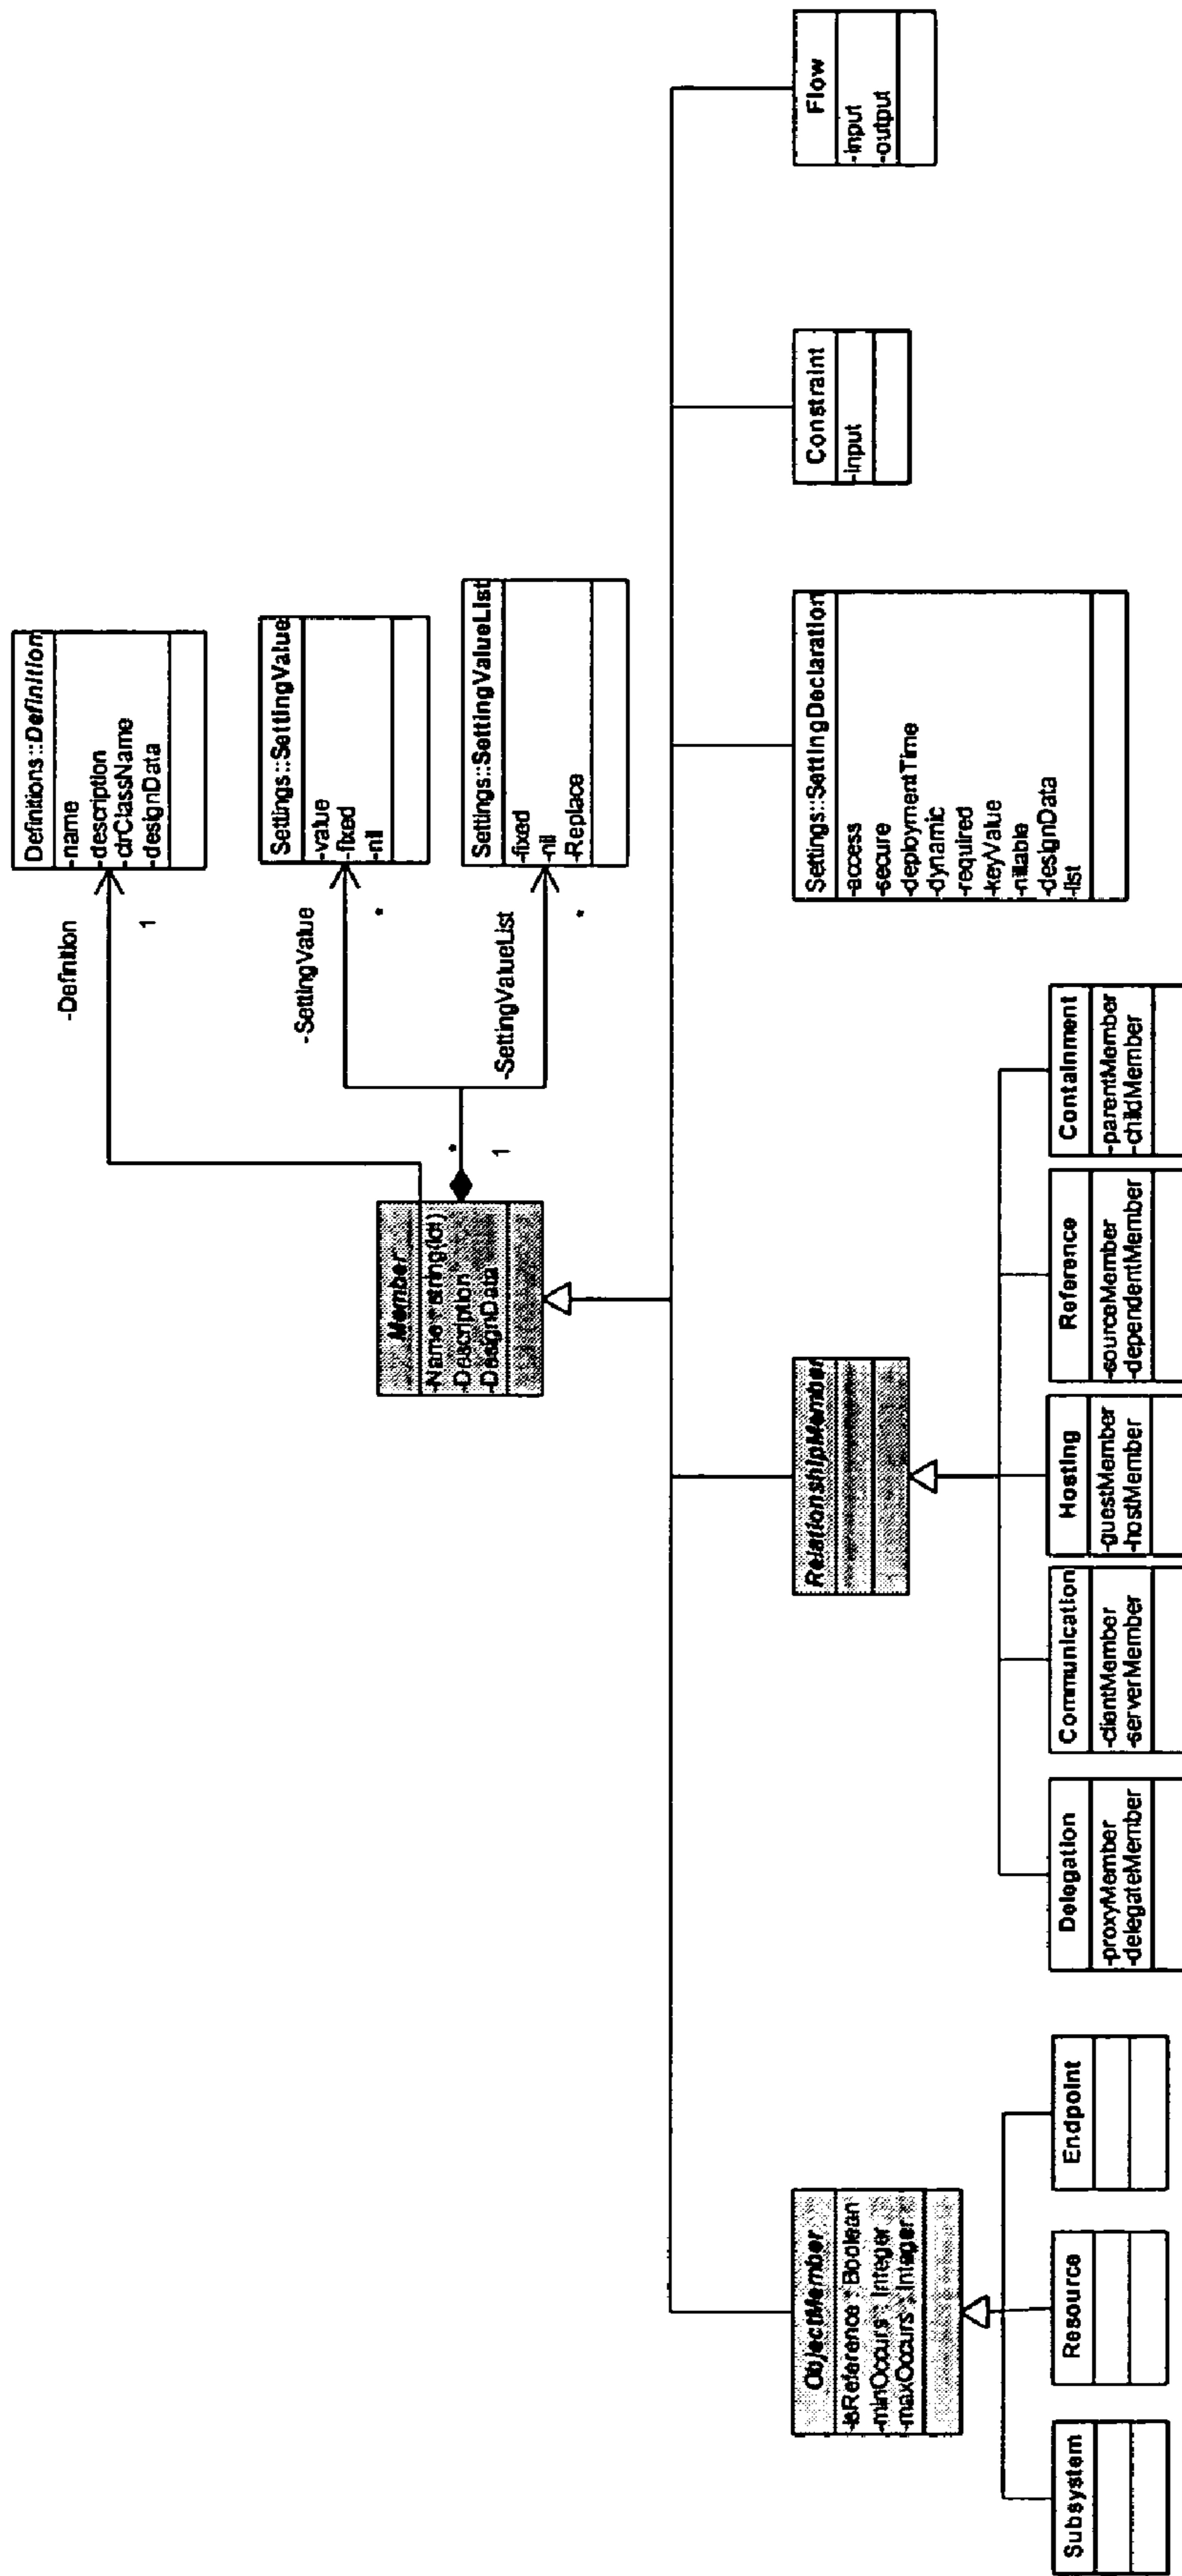 Definitions::Definition
-name
-description
-clrClassName
-designData
-Definition
1
Settings::SettingValue
-value
-fixed
-nil
-SettingValue
*
Settings::SettingValueList
-fixed
-nil
-Replace
-SettingValueList
*
*
1
Member
-Name : string(idl)
-Description
-DesignData
ObjectMember
-isReference : Boolean
-minOccurs : Integer
-maxOccurs : Integer
RelationshipMember
Settings::SettingDeclaration
-access
-secure
-deploymentTime
-dynamic
-required
-keyValue
-nillable
-designData
-list
Constraint
-input
Flow
-input
-output
Subsystem
Resource
Endpoint
Delegation
-proxyMember
-delegateMember
Communication
-clientMember
-serverMember
Hosting
-guestMember
-hostMember
Reference
-sourceMember
-dependentMember
Containment
-parentMember
-childMember